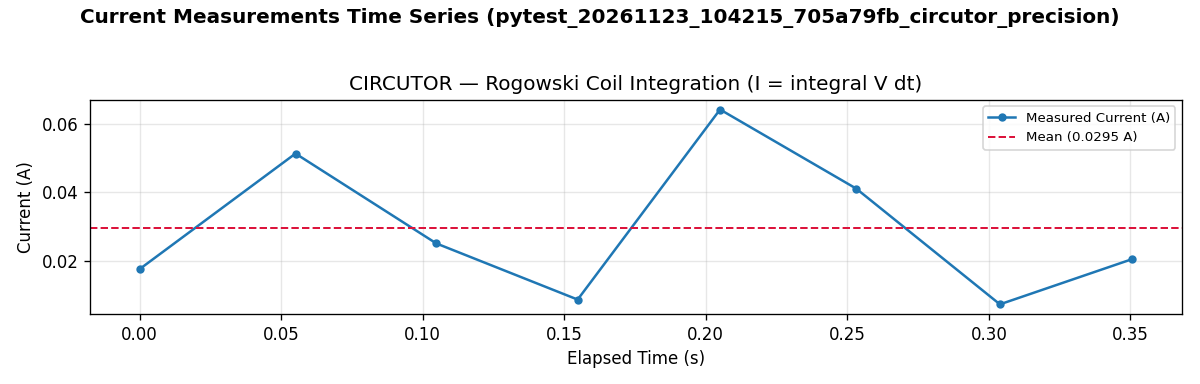 Current Measurements Time Series (pytest_20261123_104215_705a79fb_circutor_precision)
CIRCUTOR — Rogowski Coil Integration (I = integral V dt)
Measured Current (A)
Mean (0.0295 A)
Current (A)
0.06
0.04
0.02
0.00
0.05
0.10
0.15
0.20
0.25
0.30
0.35
Elapsed Time (s)